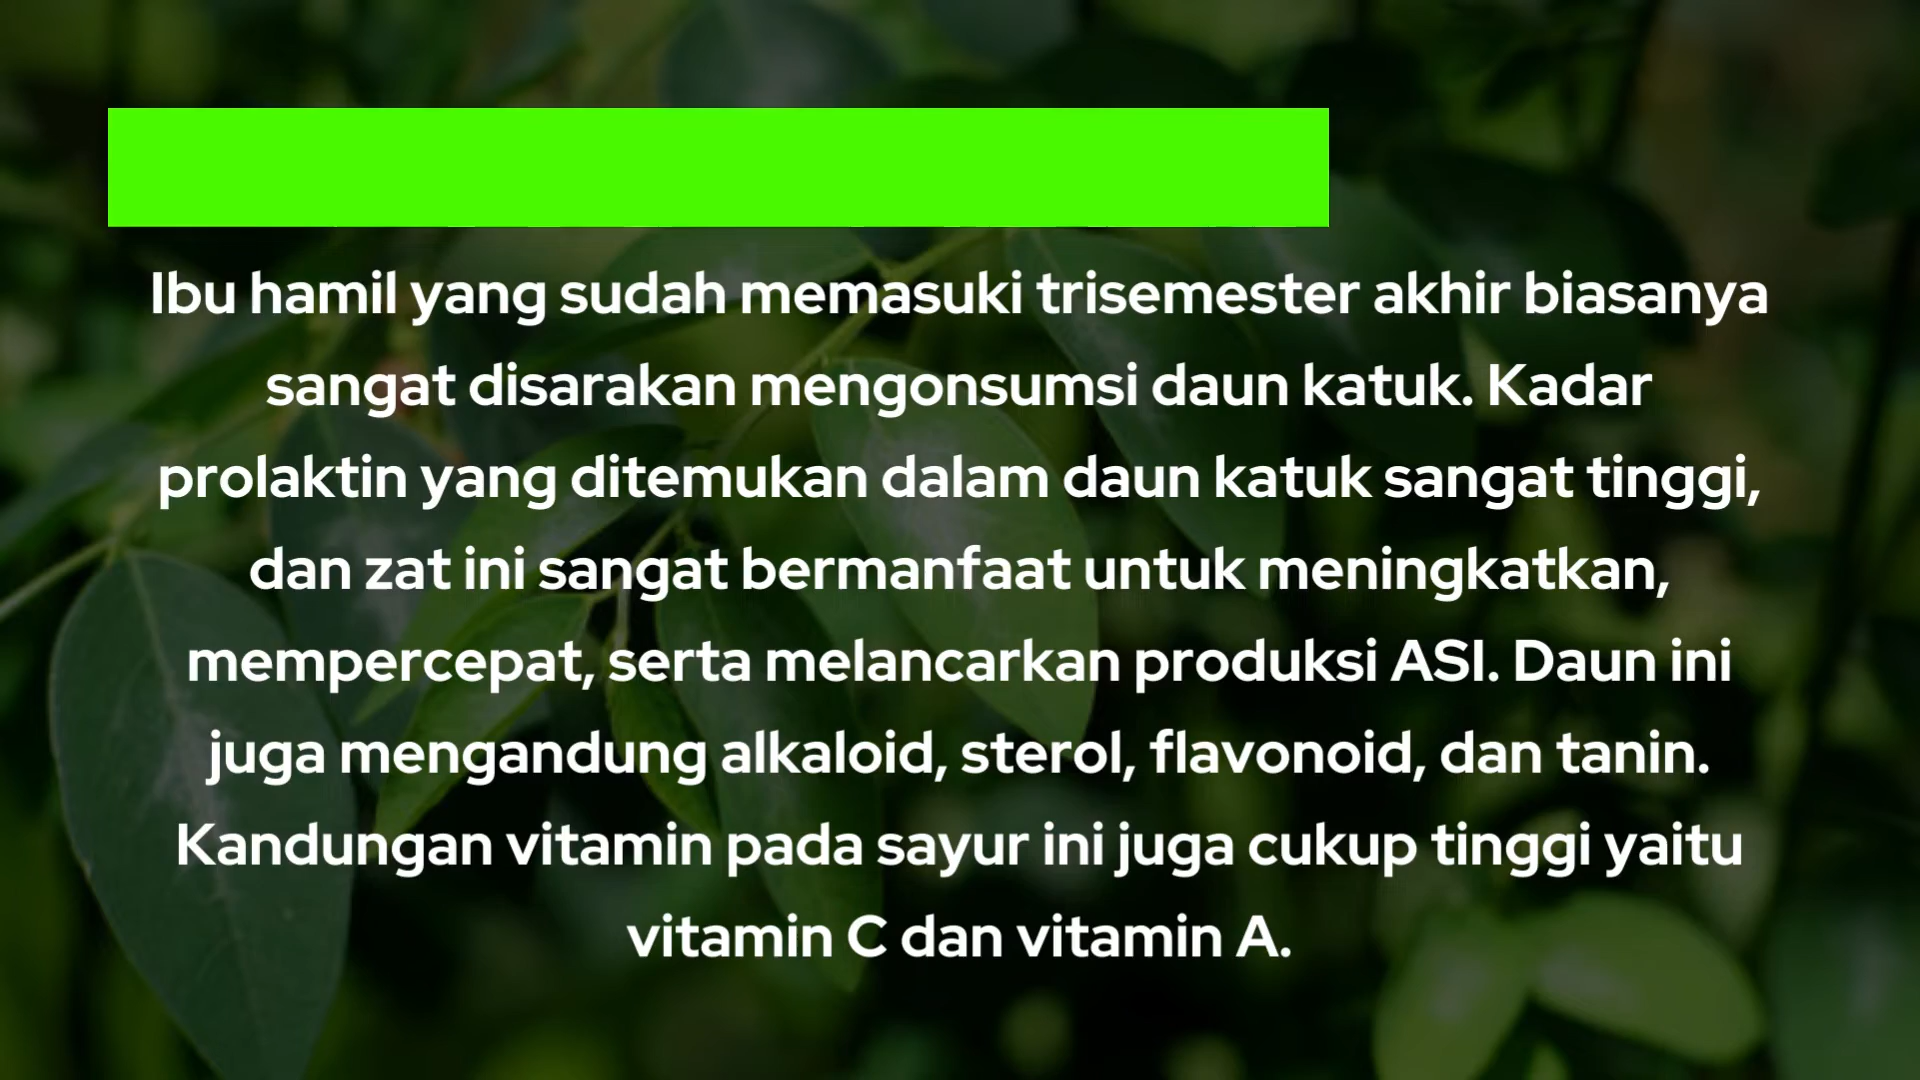 Ibu hamil yang sudah memasuki trisemester akhir biasanya
sangat disarakan mengonsumsi daun katuk. Kadar
prolaktin yang ditemukan dalam daun katuk sangat tinggi,
dan zat ini sangat bermanfaat untuk meningkatkan,
mempercepat, serta melancarkan produksi ASI. Daun ini
juga mengandung alkaloid, sterol, flavonoid, dan tanin.
Kandungan vitamin pada sayur ini juga cukup tinggi yaitu
vitamin C dan vitamin A.